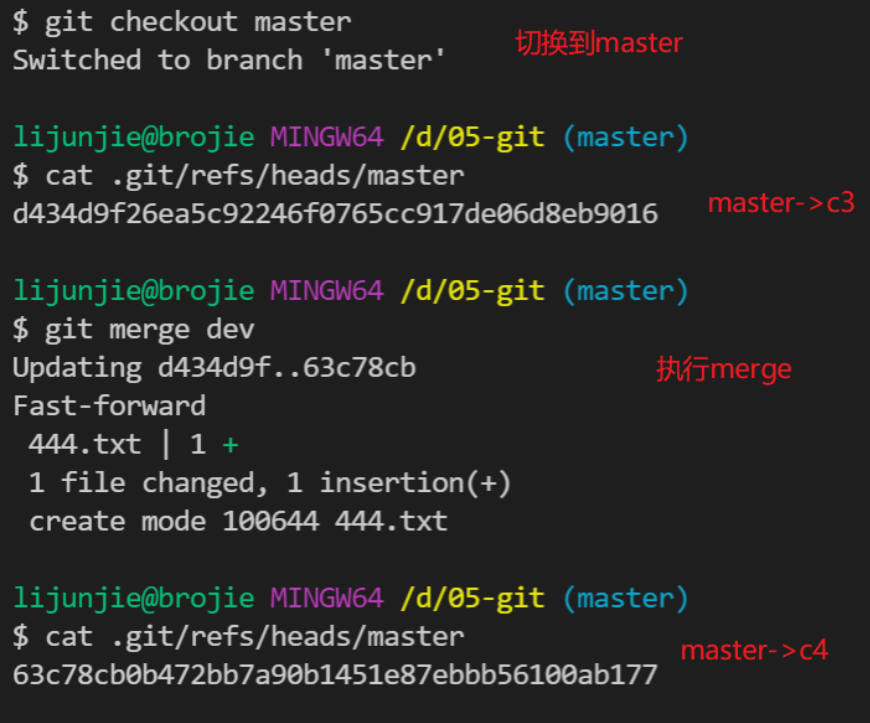 $ git checkout master
Switched to branch 'master'
切换到master
lijunjie@brojie MINGW64 /d/05-git (master)
$ cat .git/refs/heads/master
d434d9f26ea5c92246f0765cc917de06d8eb9016
master->c3
lijunjie@brojie MINGW64 /d/05-git (master)
$ git merge dev
Updating d434d9f..63c78cb
执行merge
Fast-forward
 444.txt | 1 +
 1 file changed, 1 insertion(+)
 create mode 100644 444.txt
lijunjie@brojie MINGW64 /d/05-git (master)
$ cat .git/refs/heads/master
master->c4
63c78cb0b472bb7a90b1451e87ebbb56100ab177